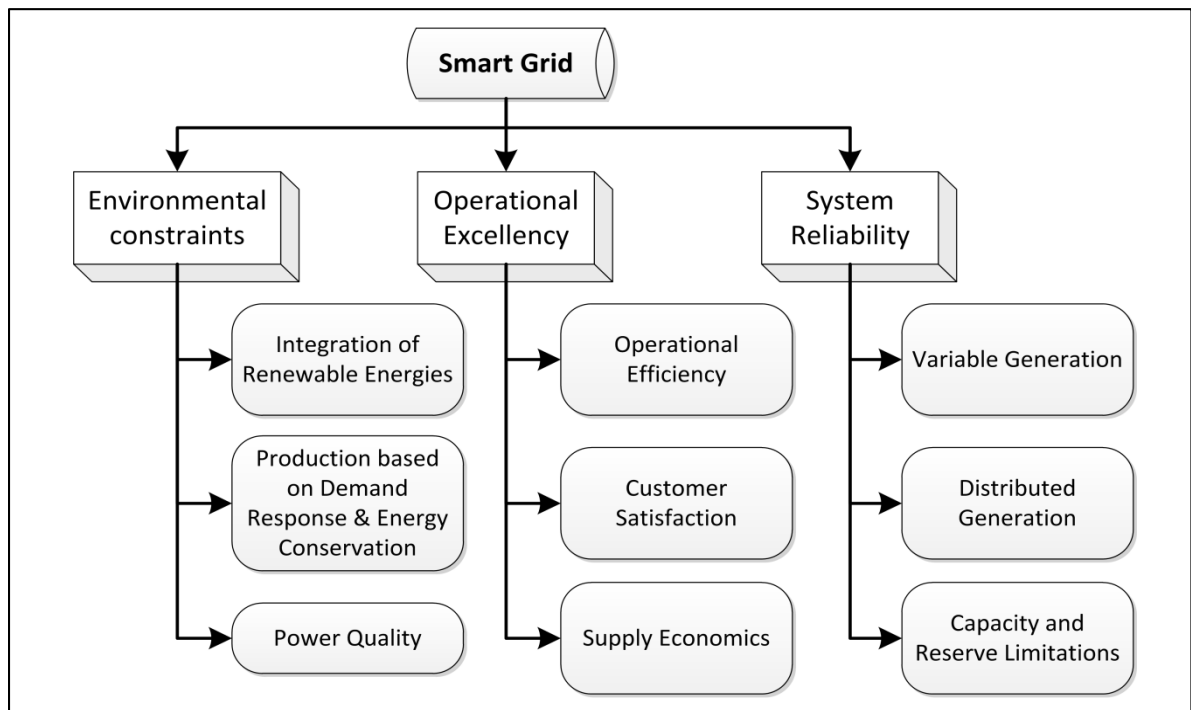 Smart Grid
Environmental
constraints
Operational
Excellency
System
Reliability
Integration of
Renewable Energies
Operational
Efficiency
Variable Generation
Production based
on Demand
Response & Energy
Conservation
Customer
Satisfaction
Distributed
Generation
Power Quality
Supply Economics
Capacity and
Reserve Limitations